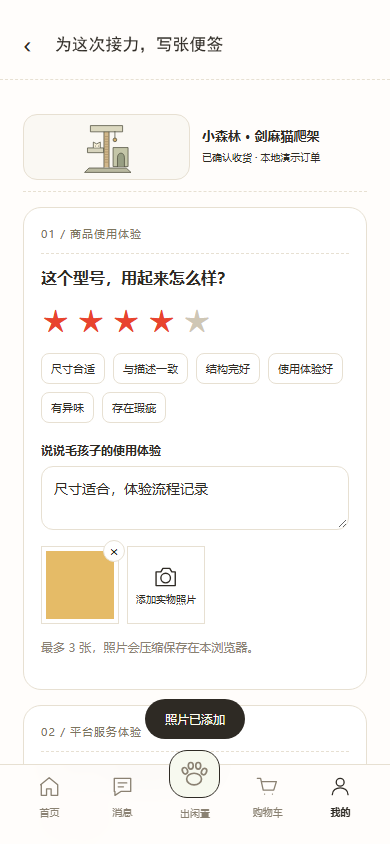 为这次接力，写张便签
小森林·剑麻猫爬架
已确认收货 · 本地演示订单
01 / 商品使用体验
这个型号，用起来怎么样？
尺寸合适
与描述一致
结构完好
使用体验好
有异味
存在瑕疵
说说毛孩子的使用体验
尺寸适合，体验流程记录
添加实物照片
最多 3 张，照片会压缩保存在本浏览器。
照片已添加
02 / 平台服务体验
首页
消息
出闲置
购物车
我的